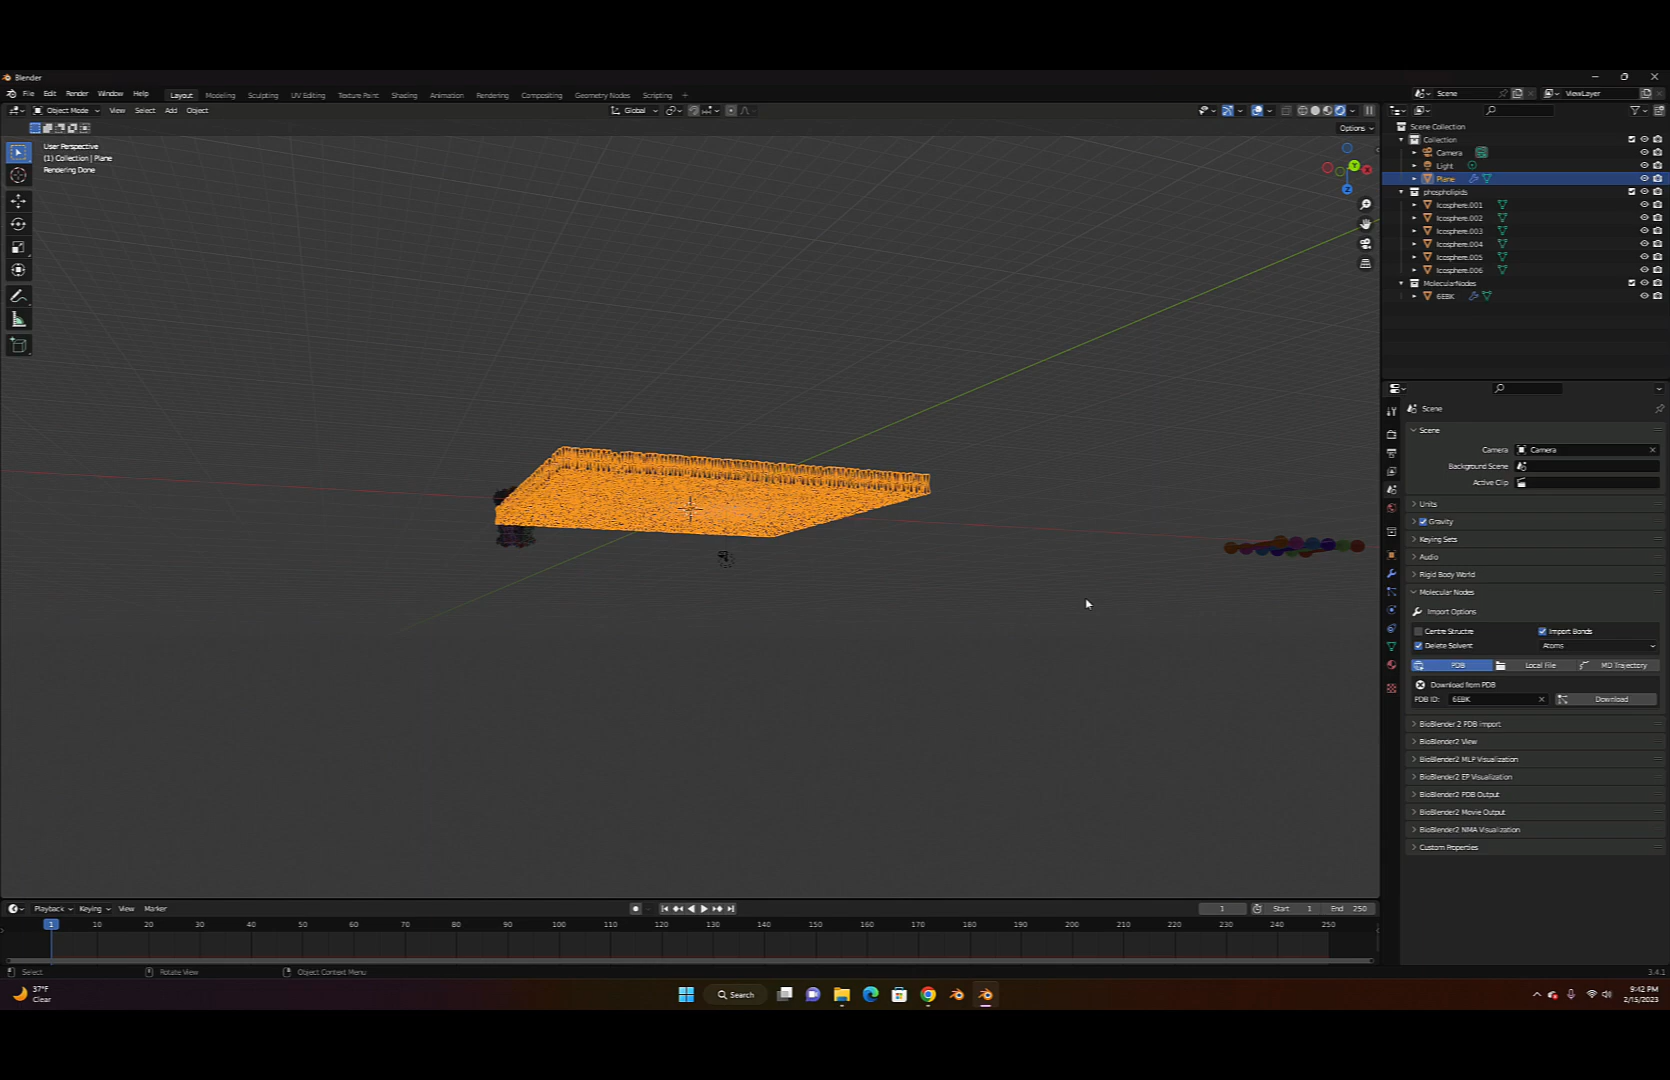 Blender
File Edit Render Window Help Layout Modeling Sculpting UV Editing Texture Paint Shading Animation Rendering Compositing Geometry Nodes Scripting + Scene ViewLayer
Object Mode View Select Add Object Global
Options
User Perspective
(1) Collection | Plane
Rendering Done
Y
X
Z
Scene Collection
Collection
Camera
Light
Plane
phospholipids
Icosphere.001
Icosphere.002
Icosphere.003
Icosphere.004
Icosphere.005
Icosphere.006
MolecularNodes
6EBK
Scene
Scene
Camera Camera
Background Scene
Active Clip
Units
Gravity
Keying Sets
Audio
Rigid Body World
Molecular Nodes
Import Options
Centre Structre Import Bonds
Delete Solvent Atoms
PDB Local File MD Trajectory
Download from PDB
PDB ID: 6EBK Download
BioBlender 2 PDB import
BioBlender2 View
BioBlender2 MLP Visualization
BioBlender2 EP Visualization
BioBlender2 PDB Output
BioBlender2 Movie Output
BioBlender2 NMA Visualization
Custom Properties
Playback Keying View Marker 1 Start 1 End 250
1 10 20 30 40 50 60 70 80 90 100 110 120 130 140 150 160 170 180 190 200 210 220 230 240 250
Select Rotate View Object Context Menu 3.4.1
37°F
Clear
Search
9:42 PM
2/15/2023